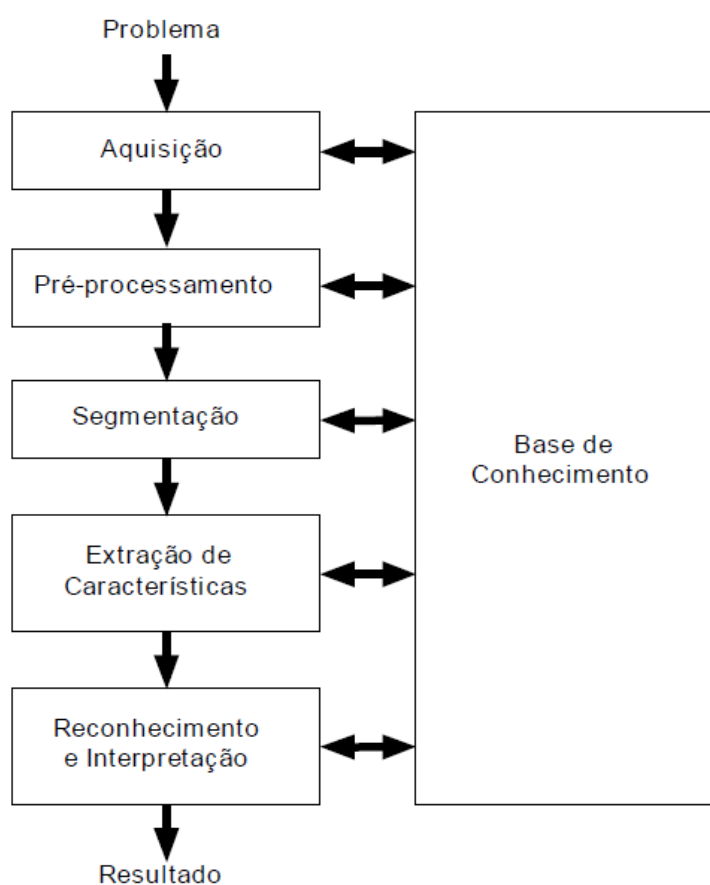 Problema
Aquisição
Pré-processamento
Segmentação
Extração de
Características
Reconhecimento
e Interpretação
Resultado
Base de
Conhecimento